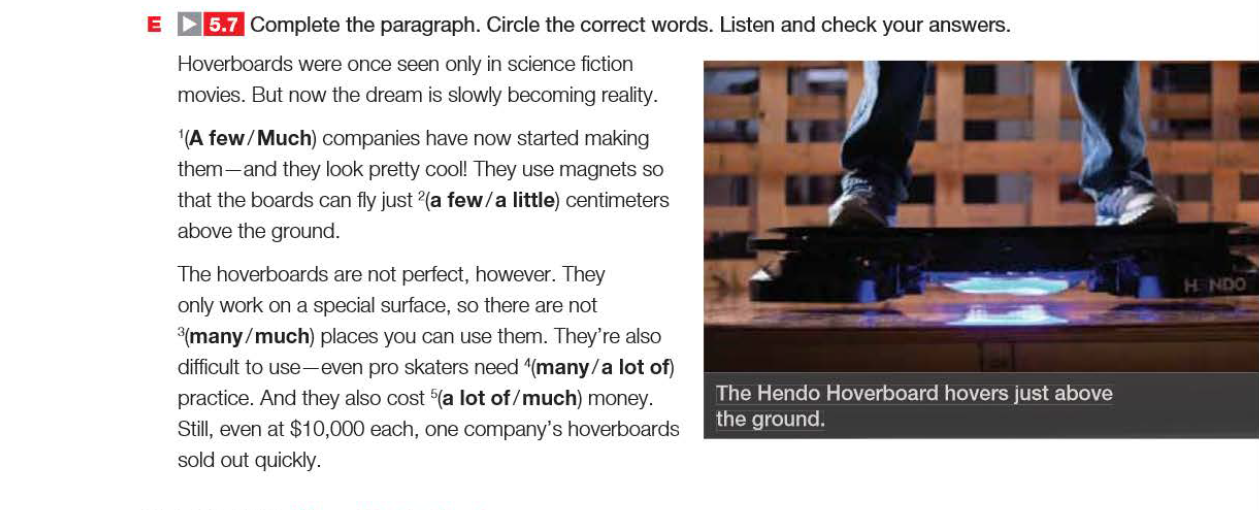 E 5.7 Complete the paragraph. Circle the correct words. Listen and check your answers.
Hoverboards were once seen only in science fiction
movies. But now the dream is slowly becoming reality.
¹(A few/Much) companies have now started making
them—and they look pretty cool! They use magnets so
that the boards can fly just ²(a few/a little) centimeters
above the ground.
The hoverboards are not perfect, however. They
only work on a special surface, so there are not
³(many/much) places you can use them. They're also
difficult to use—even pro skaters need ⁴(many/a lot of)
practice. And they also cost ⁵(a lot of/much) money.
Still, even at $10,000 each, one company's hoverboards
sold out quickly.
HENDO
The Hendo Hoverboard hovers just above
the ground.